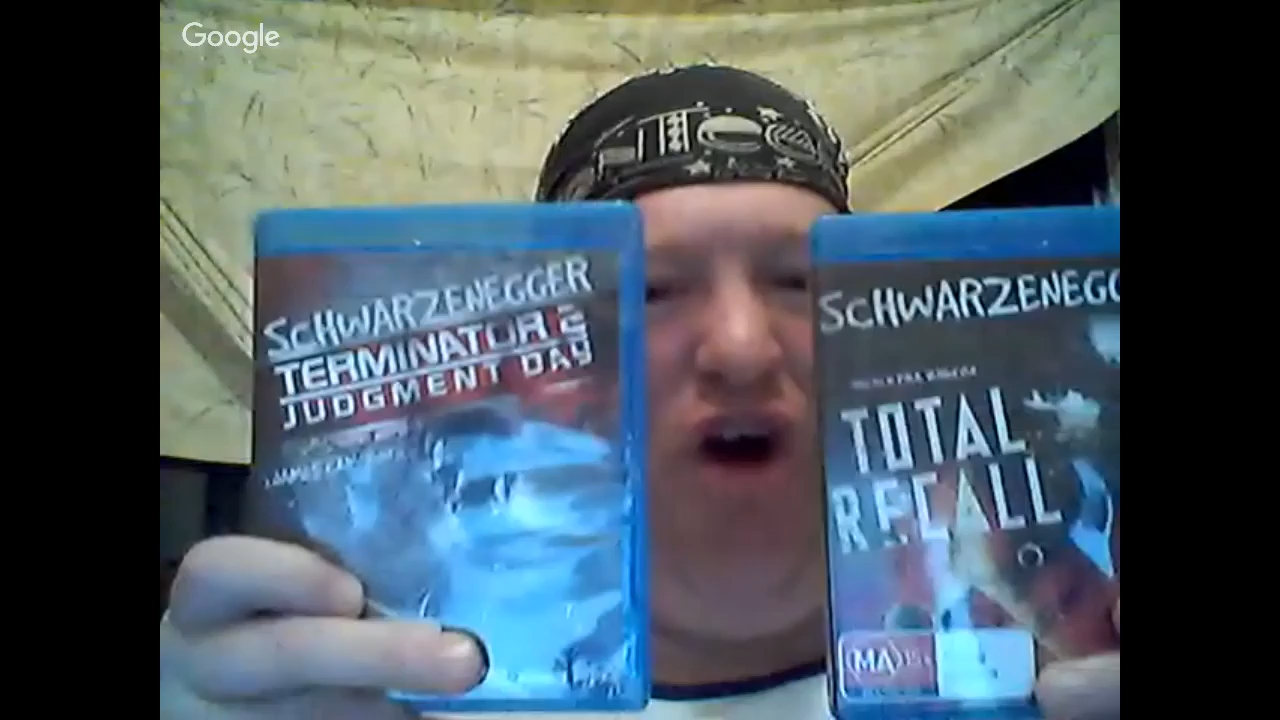 Google
SCHWARZENEGGER
TERMINATOR 2
JUDGMENT DAY
SCHWARZENEGG
TOTAL
RECALL
MA 15+